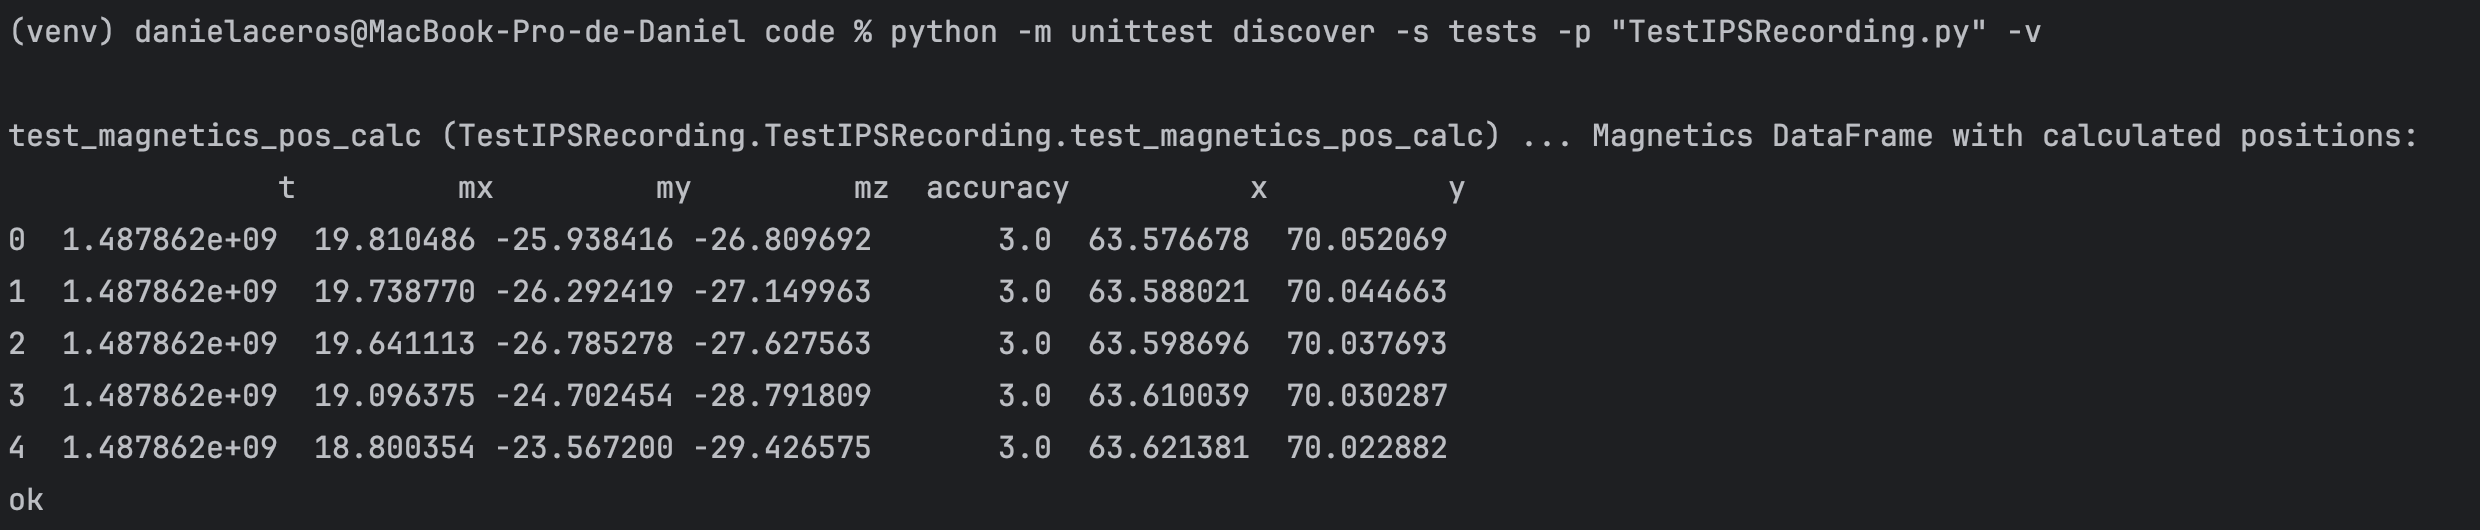 (venv) danielaceros@MacBook-Pro-de-Daniel code % python -m unittest discover -s tests -p "TestIPSRecording.py" -v
test_magnetics_pos_calc (TestIPSRecording.TestIPSRecording.test_magnetics_pos_calc) ... Magnetics DataFrame with calculated positions:
t mx my mz accuracy x y
0 1.487862e+09 19.810486 -25.938416 -26.809692 3.0 63.576678 70.052069
1 1.487862e+09 19.738770 -26.292419 -27.149963 3.0 63.588021 70.044663
2 1.487862e+09 19.641113 -26.785278 -27.627563 3.0 63.598696 70.037693
3 1.487862e+09 19.096375 -24.702454 -28.791809 3.0 63.610039 70.030287
4 1.487862e+09 18.800354 -23.567200 -29.426575 3.0 63.621381 70.022882
ok